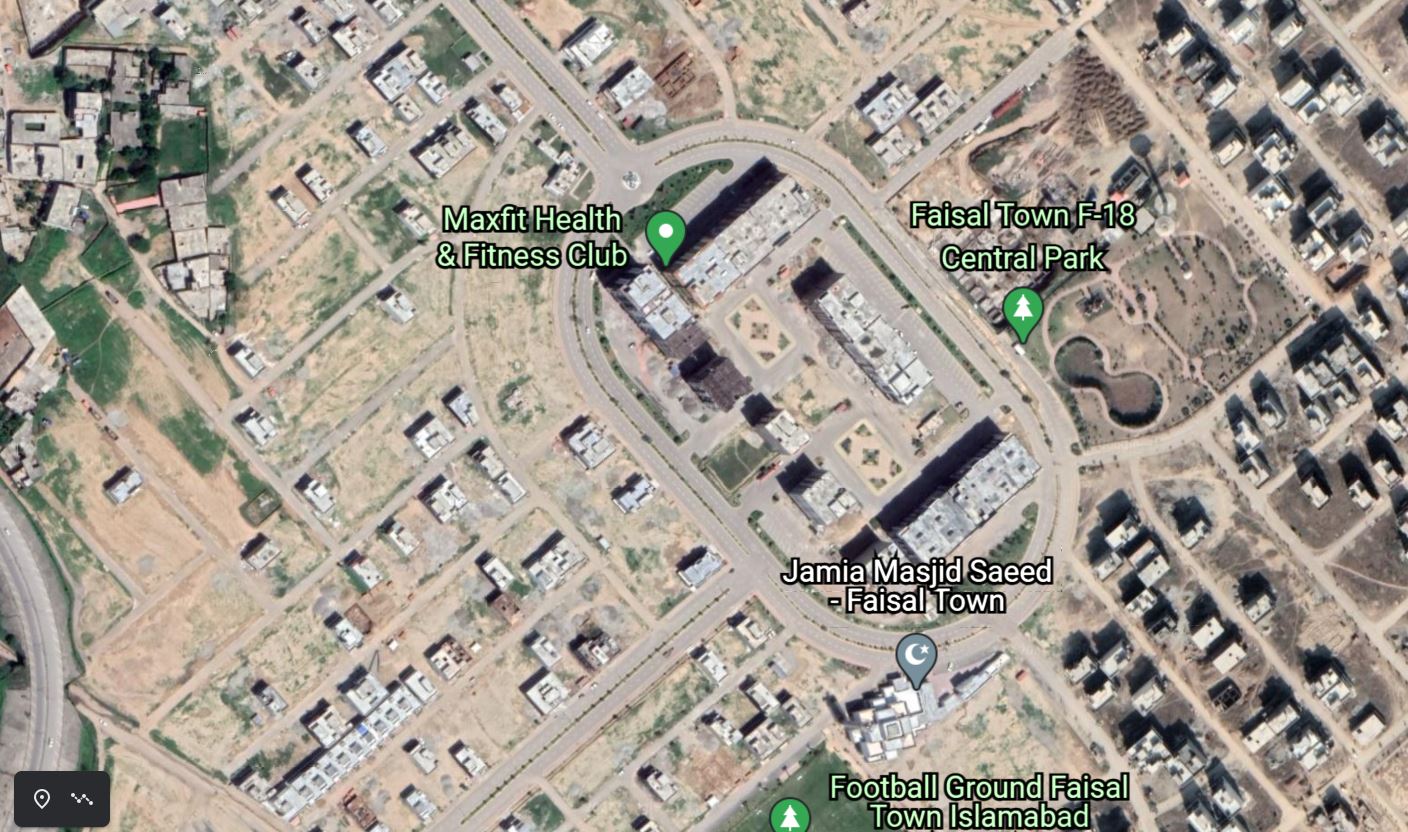 Maxfit Health
& Fitness Club
Faisal Town F-18
Central Park
Jamia Masjid Saeed
- Faisal Town
Football Ground Faisal
Town Islamabad